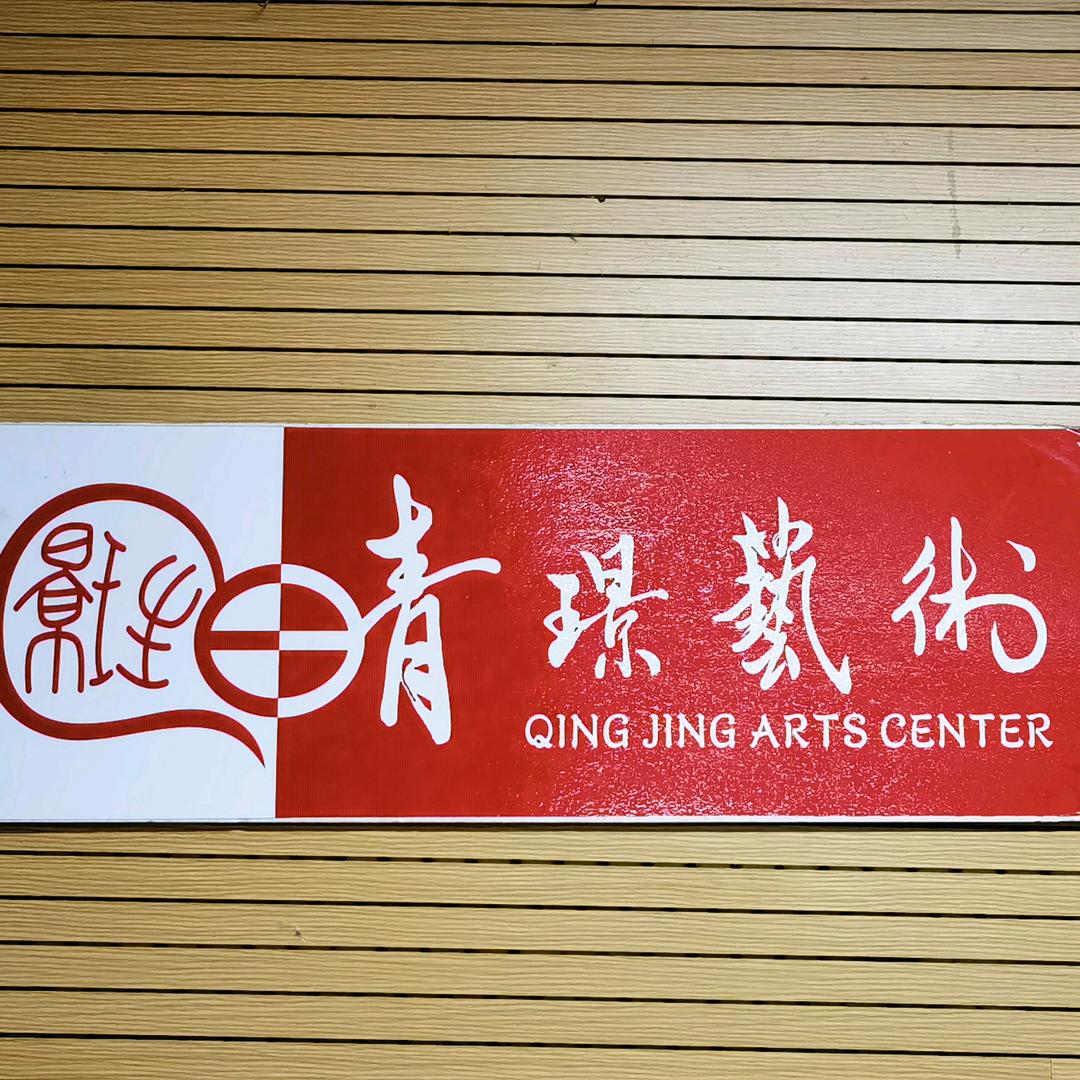 青璟藝術
QING JING ARTS CENTER